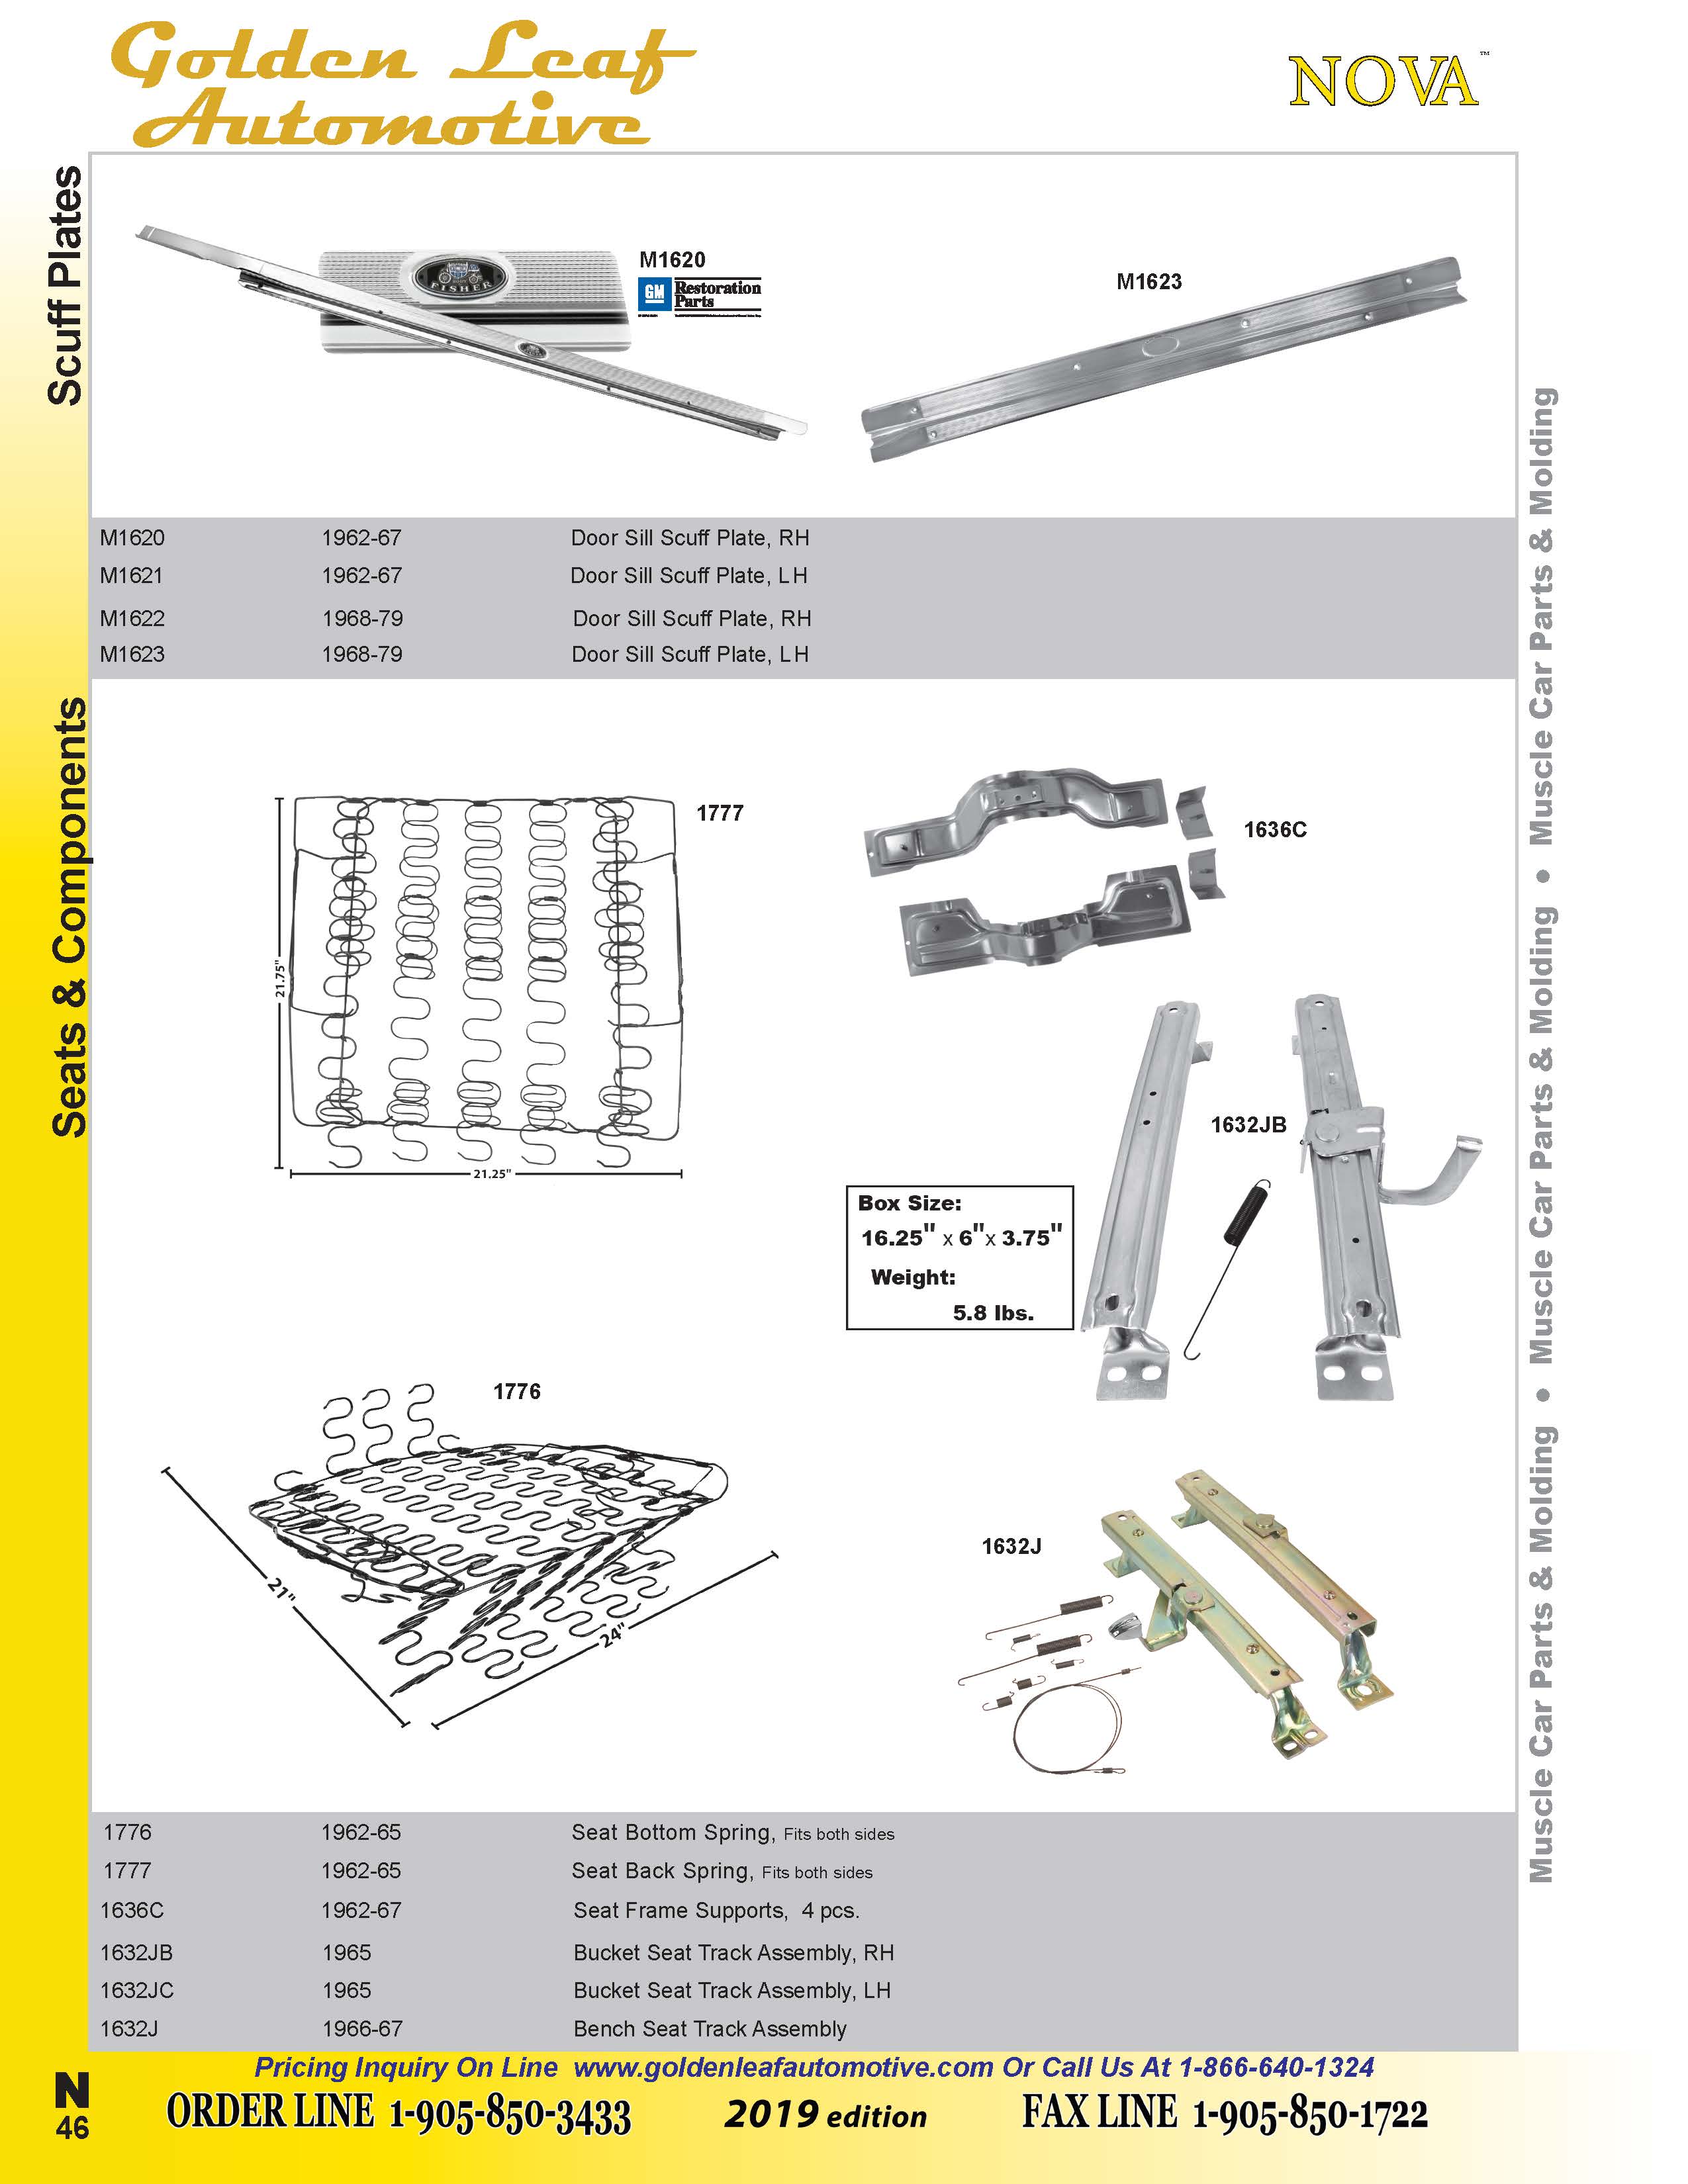 Golden Leaf
Automotive
NOVA™
Scuff Plates
M1620
GM Restoration
Parts
M1623
FISHER
M1620 1962-67 Door Sill Scuff Plate, RH
M1621 1962-67 Door Sill Scuff Plate, LH
M1622 1968-79 Door Sill Scuff Plate, RH
M1623 1968-79 Door Sill Scuff Plate, LH
Seats & Components
1777
21.75"
21.25"
1636C
1632JB
Box Size:
16.25" x 6"x 3.75"
Weight:
5.8 lbs.
1776
21"
24"
1632J
1776 1962-65 Seat Bottom Spring, Fits both sides
1777 1962-65 Seat Back Spring, Fits both sides
1636C 1962-67 Seat Frame Supports, 4 pcs.
1632JB 1965 Bucket Seat Track Assembly, RH
1632JC 1965 Bucket Seat Track Assembly, LH
1632J 1966-67 Bench Seat Track Assembly
Muscle Car Parts & Molding • Muscle Car Parts & Molding • Muscle Car Parts & Molding
Pricing Inquiry On Line www.goldenleafautomotive.com Or Call Us At 1-866-640-1324
N
46
ORDER LINE 1-905-850-3433 2019 edition FAX LINE 1-905-850-1722